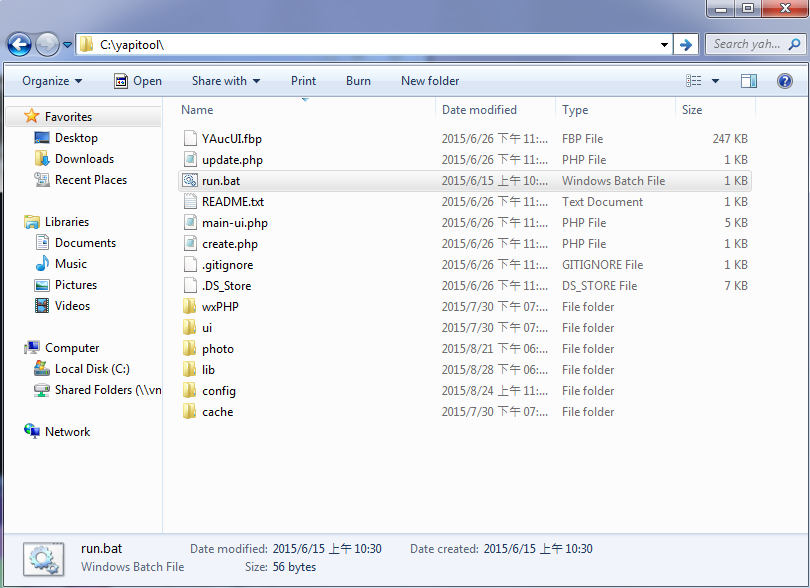 C:\yapitool\
Search yah...
Organize Open Share with Print Burn New folder
Favorites
Desktop
Downloads
Recent Places
Libraries
Documents
Music
Pictures
Videos
Computer
Local Disk (C:)
Shared Folders (\\vn
Network
Name Date modified Type Size
YAucUI.fbp 2015/6/26 下午 11:... FBP File 247 KB
update.php 2015/6/26 下午 11:... PHP File 1 KB
run.bat 2015/6/15 上午 10:... Windows Batch File 1 KB
README.txt 2015/6/26 下午 11:... Text Document 1 KB
main-ui.php 2015/6/26 下午 11:... PHP File 5 KB
create.php 2015/6/26 下午 11:... PHP File 1 KB
.gitignore 2015/6/26 下午 11:... GITIGNORE File 1 KB
.DS_Store 2015/6/26 下午 11:... DS_STORE File 7 KB
wxPHP 2015/7/30 下午 07:... File folder
ui 2015/7/30 下午 07:... File folder
photo 2015/8/21 下午 06:... File folder
lib 2015/8/28 下午 06:... File folder
config 2015/8/24 上午 11:... File folder
cache 2015/7/30 下午 07:... File folder
run.bat Date modified: 2015/6/15 上午 10:30 Date created: 2015/6/15 上午 10:30
Windows Batch File Size: 56 bytes